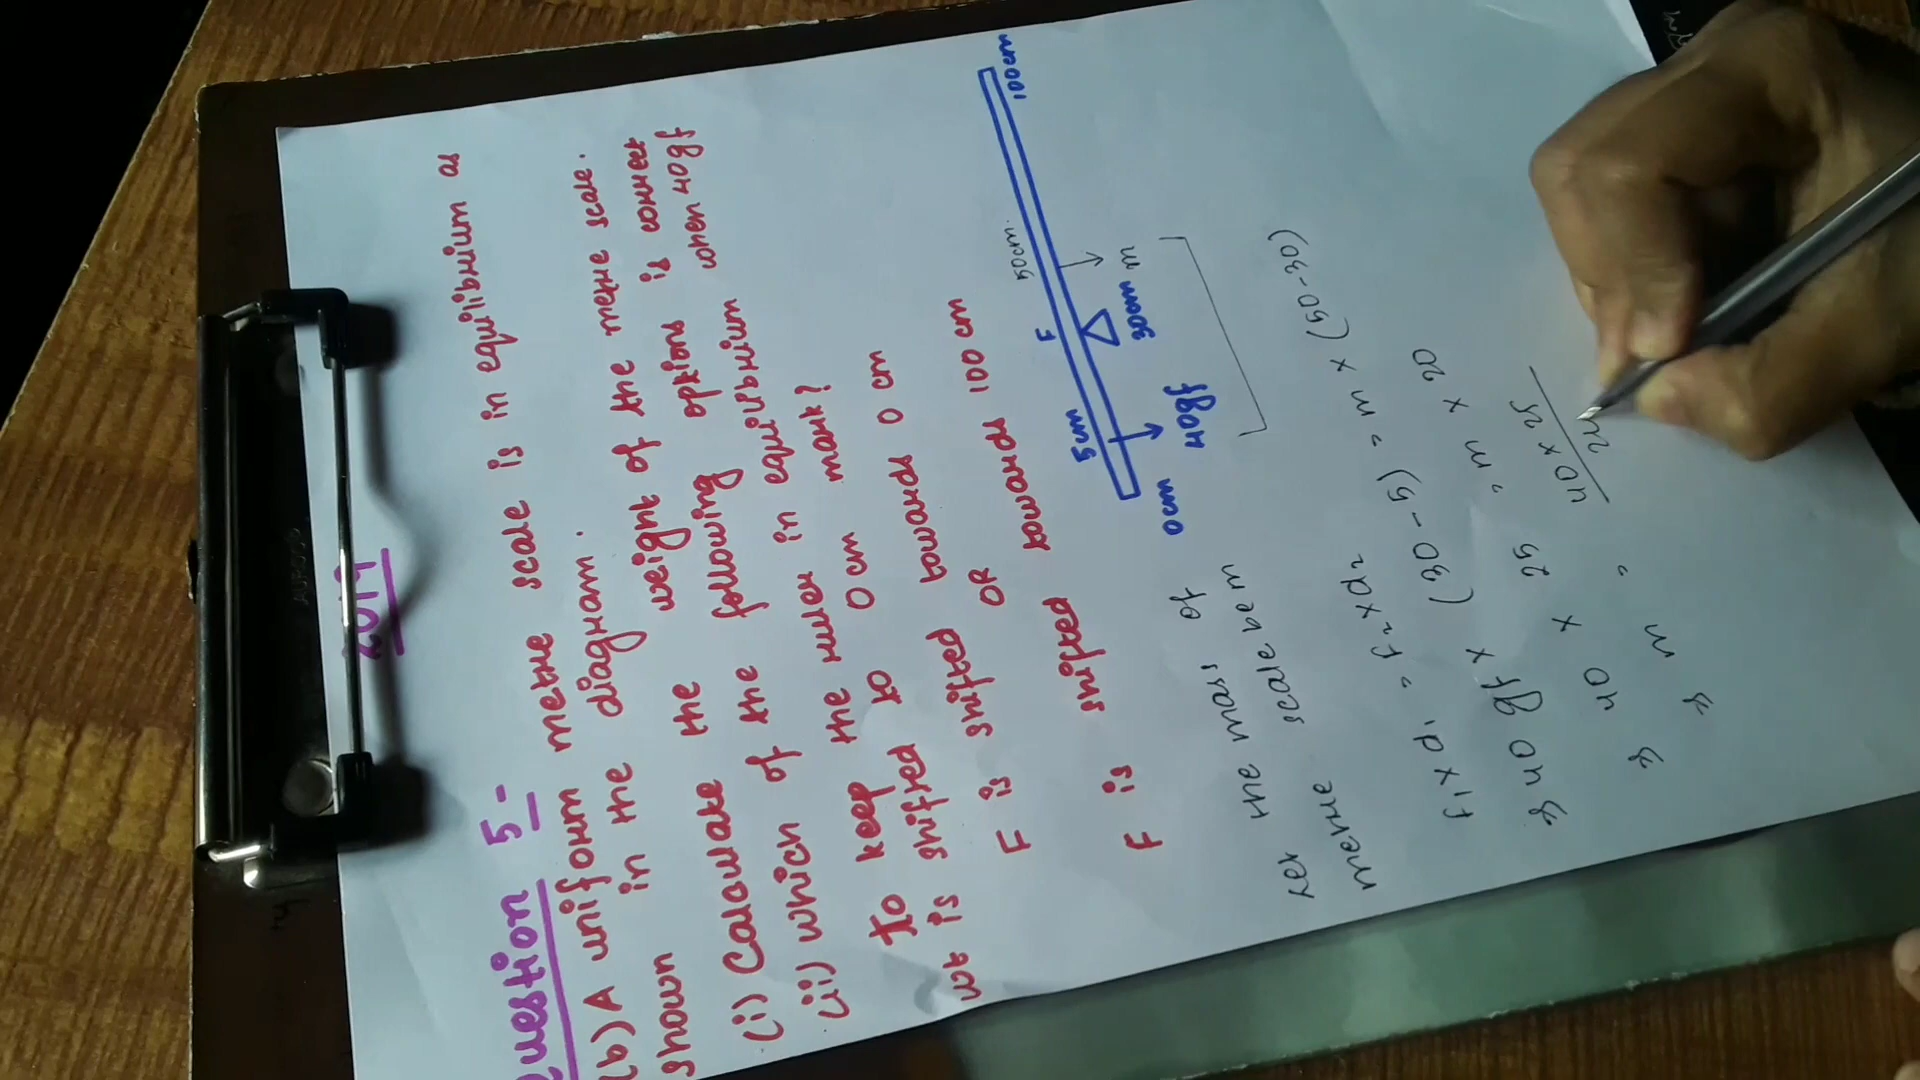 2019
Question 5-
(b) A uniform metre scale is in equilibrium as
shown in the diagram.
(i) Calculate the weight of the metre scale.
(ii) Which of the following options is correct
To keep the ruler in equilibrium when 40gf
wt is shifted to 0 cm mark?
F is shifted towards 0 cm
OR
F is shifted towards 100 cm
0cm
5cm
F
50cm.
100cm
40gf
30cm
m
Let the mass of
metre scale be m
F1 x d1 = F2 x d2
40 gf x (30-5) = m x (50-30)
40 x 25 = m x 20
m = 40 x 25